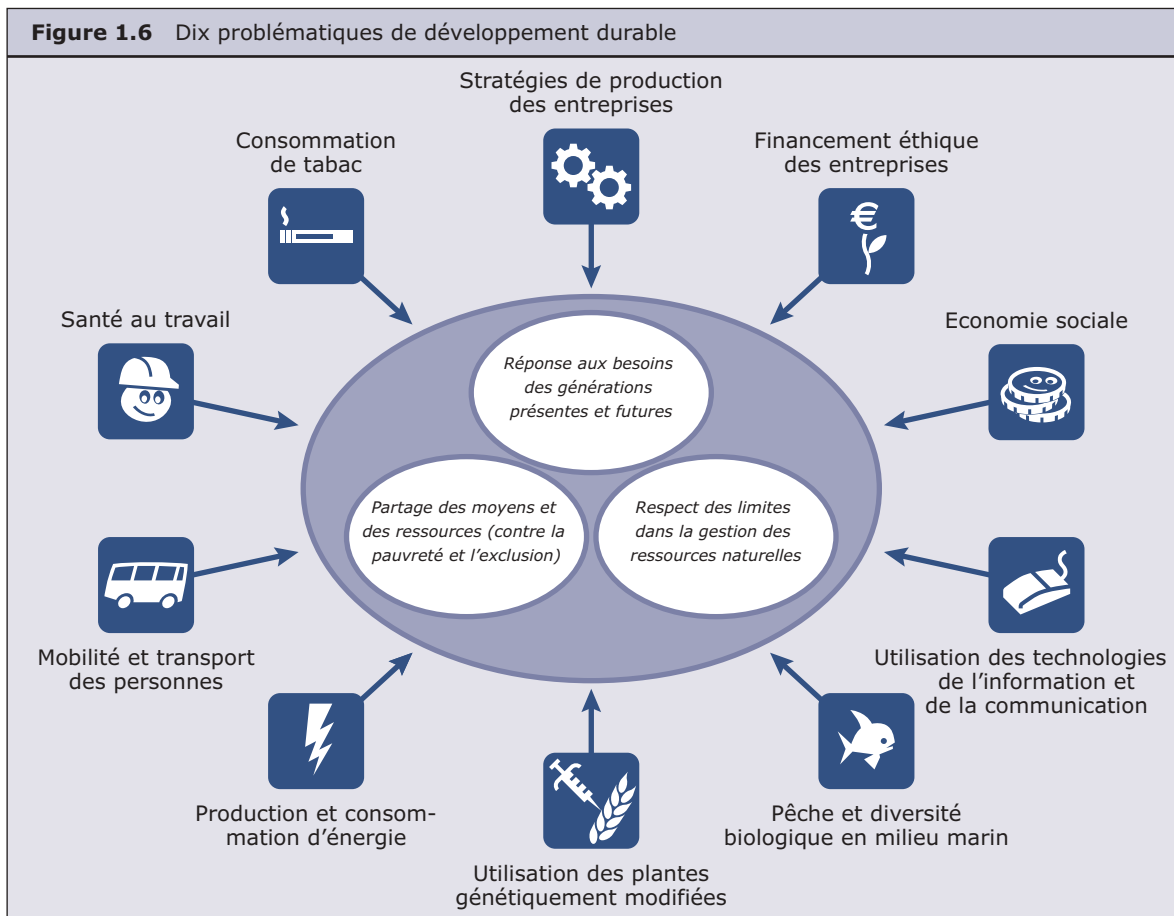 Figure 1.6 Dix problématiques de développement durable
Stratégies de production
des entreprises
Consommation
de tabac
Financement éthique
des entreprises
€
Santé au travail
Economie sociale
Réponse aux besoins
des générations
présentes et futures
Partage des moyens et
des ressources (contre la
pauvreté et l'exclusion)
Respect des limites
dans la gestion des
ressources naturelles
Mobilité et transport
des personnes
Utilisation des technologies
de l'information et
de la communication
Production et consom-
mation d'énergie
Pêche et diversité
biologique en milieu marin
Utilisation des plantes
génétiquement modifiées